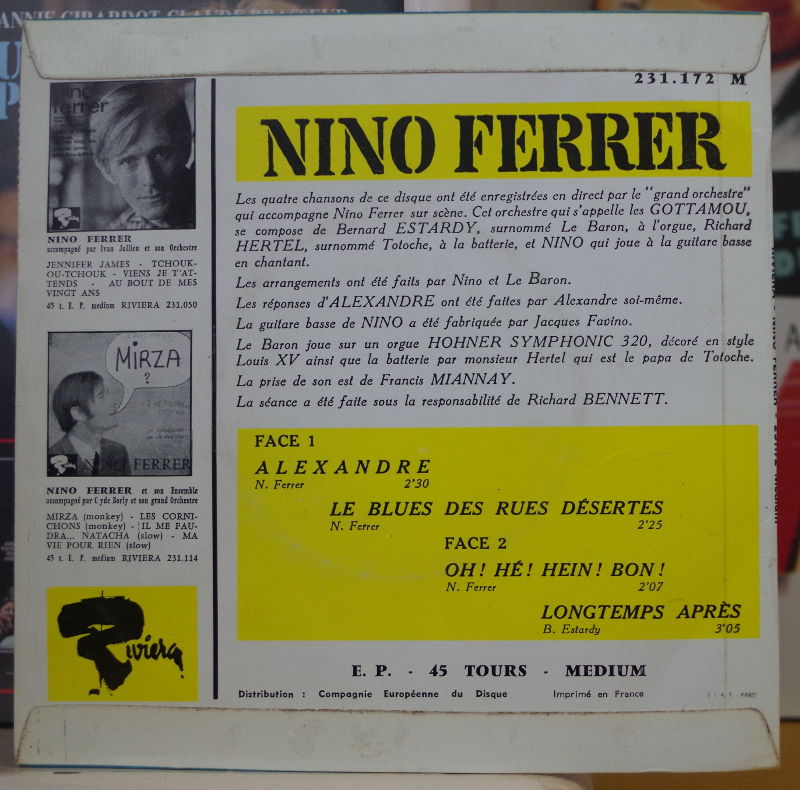 ANNIE GIRARDOT CLAUDE BRASSEUR
231.172 M
NINO FERRER
Les quatre chansons de ce disque ont été enregistrées en direct par le "grand orchestre"
qui accompagne Nino Ferrer sur scène. Cet orchestre qui s'appelle les GOTTAMOU,
se compose de Bernard ESTARDY, surnommé Le Baron, à l'orgue, Richard
HERTEL, surnommé Totoche, à la batterie, et NINO qui joue à la guitare basse
en chantant.
Les arrangements ont été faits par Nino et Le Baron.
Les réponses d'ALEXANDRE ont été faites par Alexandre soi-même.
La guitare basse de NINO a été fabriquée par Jacques Favino.
Le Baron joue sur un orgue HOHNER SYMPHONIC 320, décoré en style
Louis XV ainsi que la batterie par monsieur Hertel qui est le papa de Totoche.
La prise de son est de Francis MIANNAY.
La séance a été faite sous la responsabilité de Richard BENNETT.
nino
ferrer
NINO FERRER
accompagné par Ivan Jullien et son Orchestre
JENNIFER JAMES - TCHOUK-
OU-TCHOUK - VIENS JE T'AT-
TENDS - AU BOUT DE MES
VINGT ANS
45 t. E. P. medium RIVIERA 231.050
MIRZA
?
NINO FERRER
NINO FERRER et son Ensemble
accompagné par Clyde Borly et son grand Orchestre
MIRZA (monkey) - LES CORNI-
CHONS (monkey) - IL ME FAU-
DRA... NATACHA (slow) - MA
VIE POUR RIEN (slow)
45 t. E. P. medium RIVIERA 231.114
Riviera
FACE 1
ALEXANDRE
N. Ferrer 2'30
LE BLUES DES RUES DÉSERTES
N. Ferrer 2'25
FACE 2
OH! HÉ! HEIN! BON!
N. Ferrer 2'07
LONGTEMPS APRÈS
B. Estardy 3'05
E. P. - 45 TOURS - MEDIUM
Distribution : Compagnie Européenne du Disque Imprimé en France
S.I.A.T. PARIS